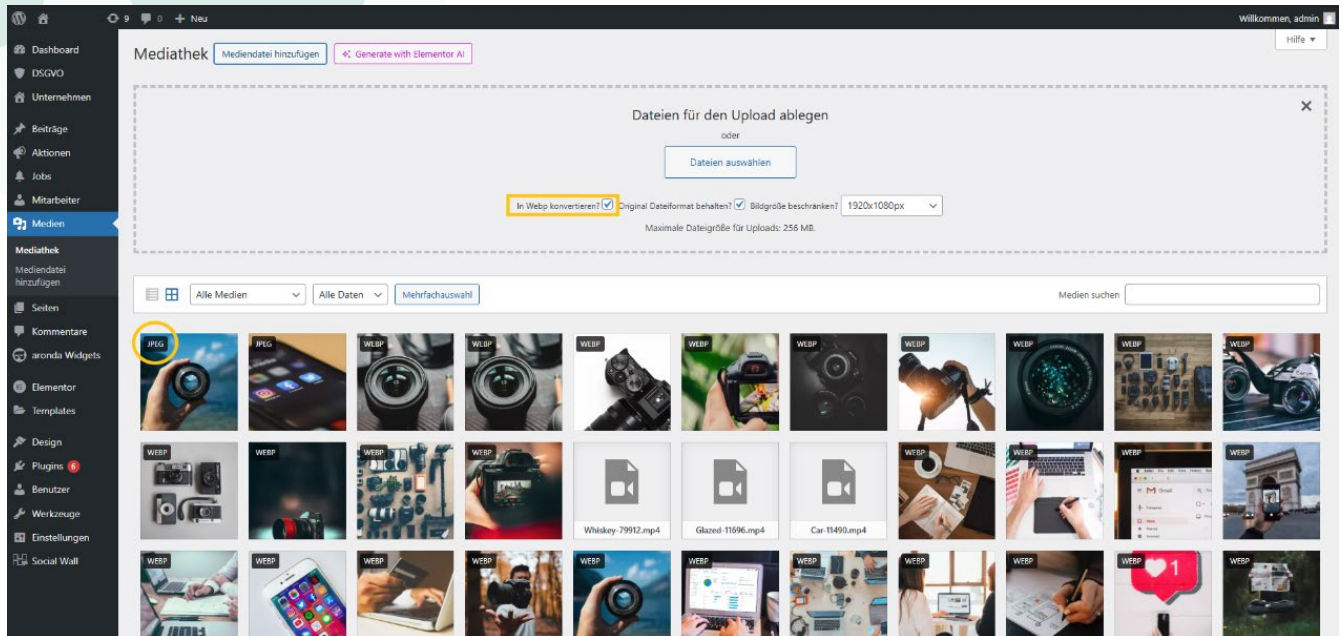 9 0 + Neu
Willkommen, admin
Dashboard
DSGVO
Unternehmen
Beiträge
Aktionen
Jobs
Mitarbeiter
Medien
Mediathek
Mediendatei
hinzufügen
Seiten
Kommentare
aronda Widgets
Elementor
Templates
Design
Plugins 6
Benutzer
Werkzeuge
Einstellungen
Social Wall
Hilfe
Mediathek Mediendatei hinzufügen Generate with Elementor AI
Dateien für den Upload ablegen
oder
Dateien auswählen
In Webp konvertieren? Original Dateiformat behalten? Bildgröße beschränken? 1920x1080px
Maximale Dateigröße für Uploads: 256 MB.
Alle Medien Alle Daten Mehrfachauswahl Medien suchen
JPEG JPEG WEBP WEBP WEBP WEBP WEBP WEBP WEBP WEBP WEBP
WEBP WEBP WEBP WEBP WEBP WEBP WEBP WEBP
M Gmail
Whiskey-79912.mp4 Glazed-11696.mp4 Car-11490.mp4
WEBP WEBP WEBP WEBP WEBP WEBP WEBP WEBP WEBP WEBP WEBP
1